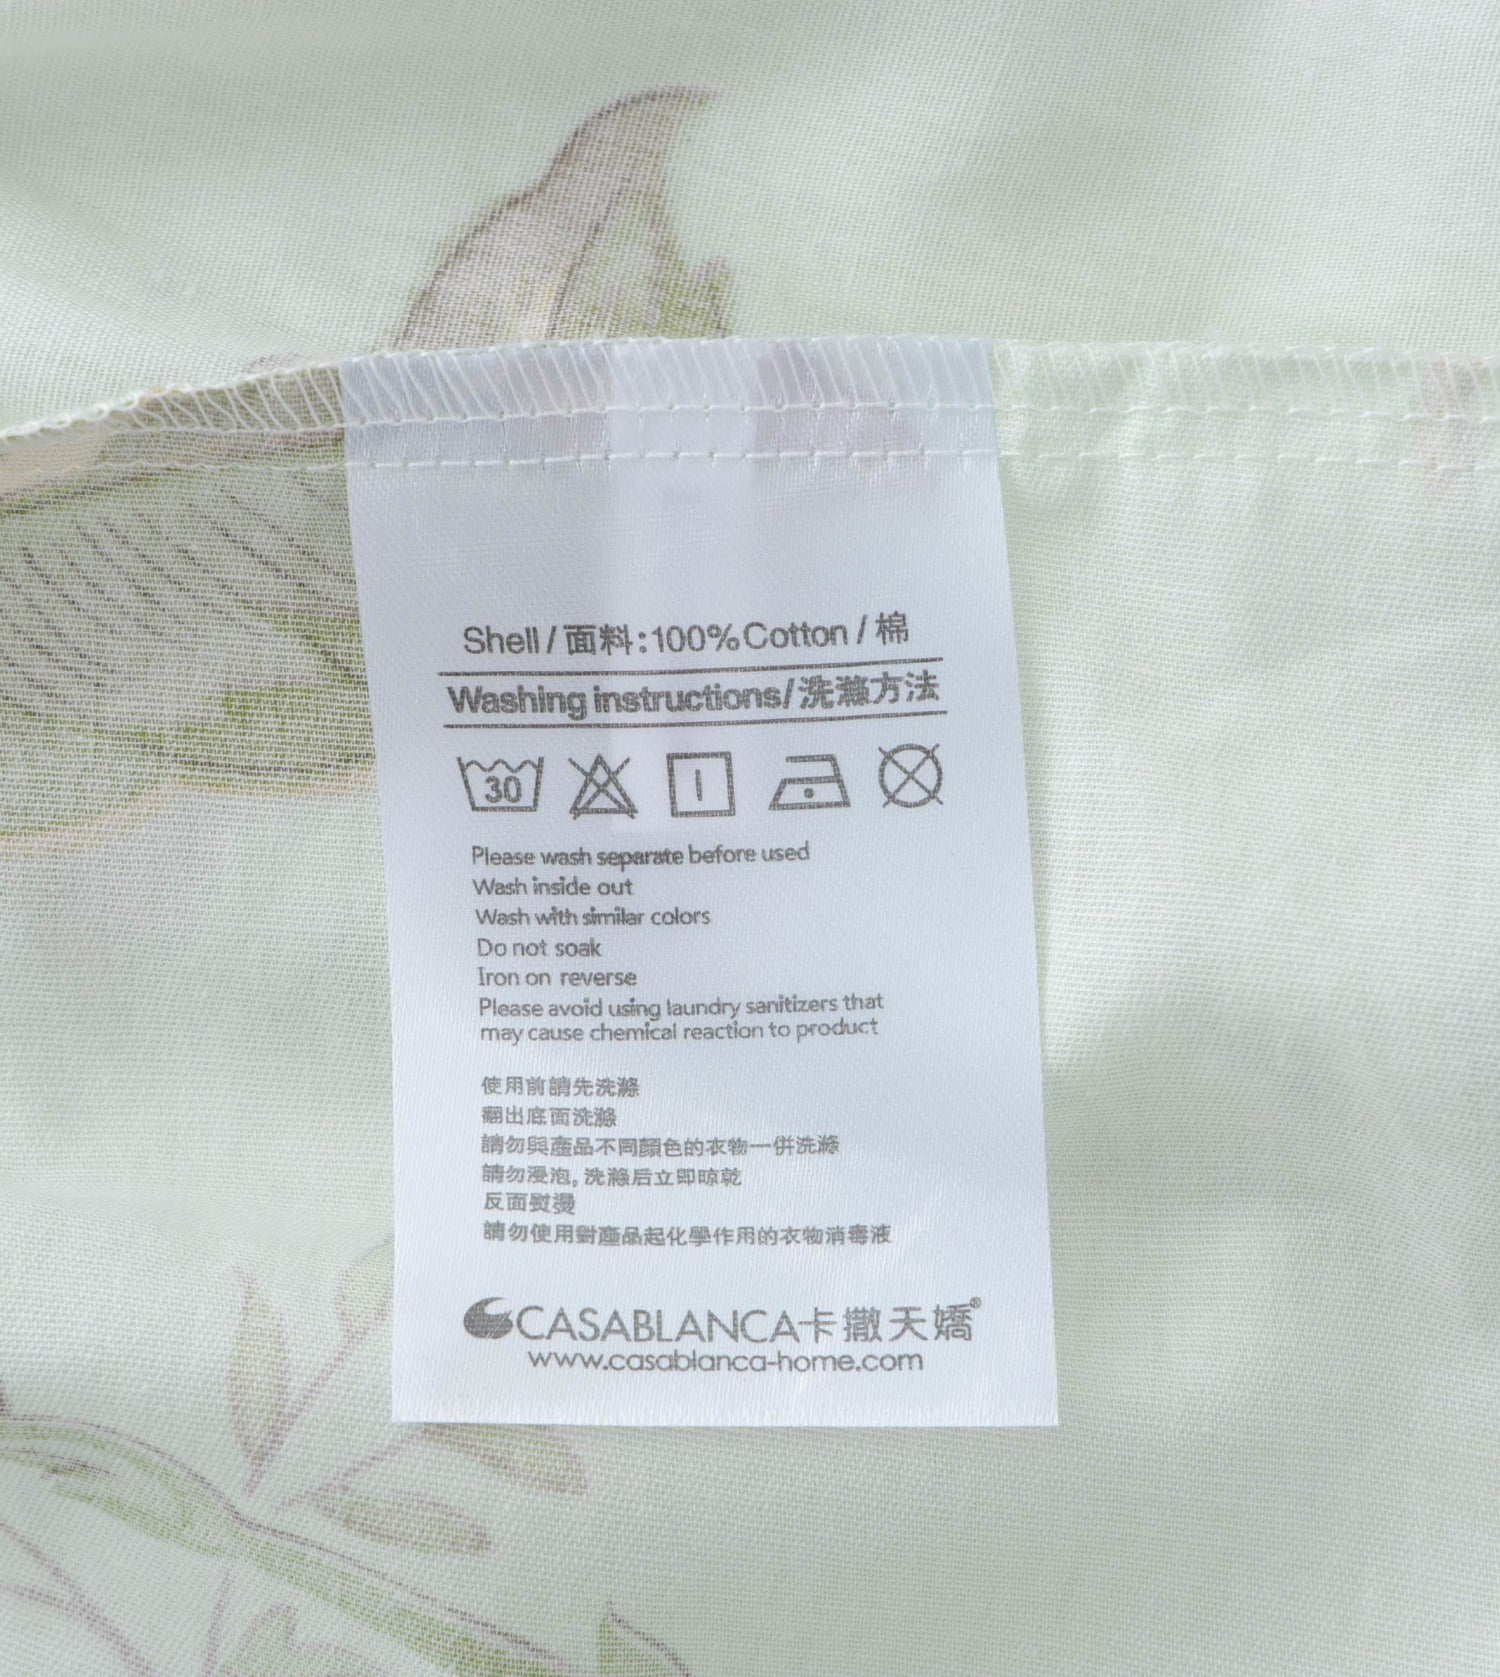 Shell/面料:100%Cotton/棉
Washing instructions/洗滌方法
30
Please wash separate before used
Wash inside out
Wash with similar colors
Do not soak
Iron on reverse
Please avoid using laundry sanitizers that
may cause chemical reaction to product
使用前請先洗滌
翻出底面洗滌
請勿與產品不同顏色的衣物一併洗滌
請勿浸泡,洗滌后立即晾乾
反面熨燙
請勿使用對產品起化學作用的衣物消毒液
CASABLANCA卡撒天嬌®
www.casablanca-home.com